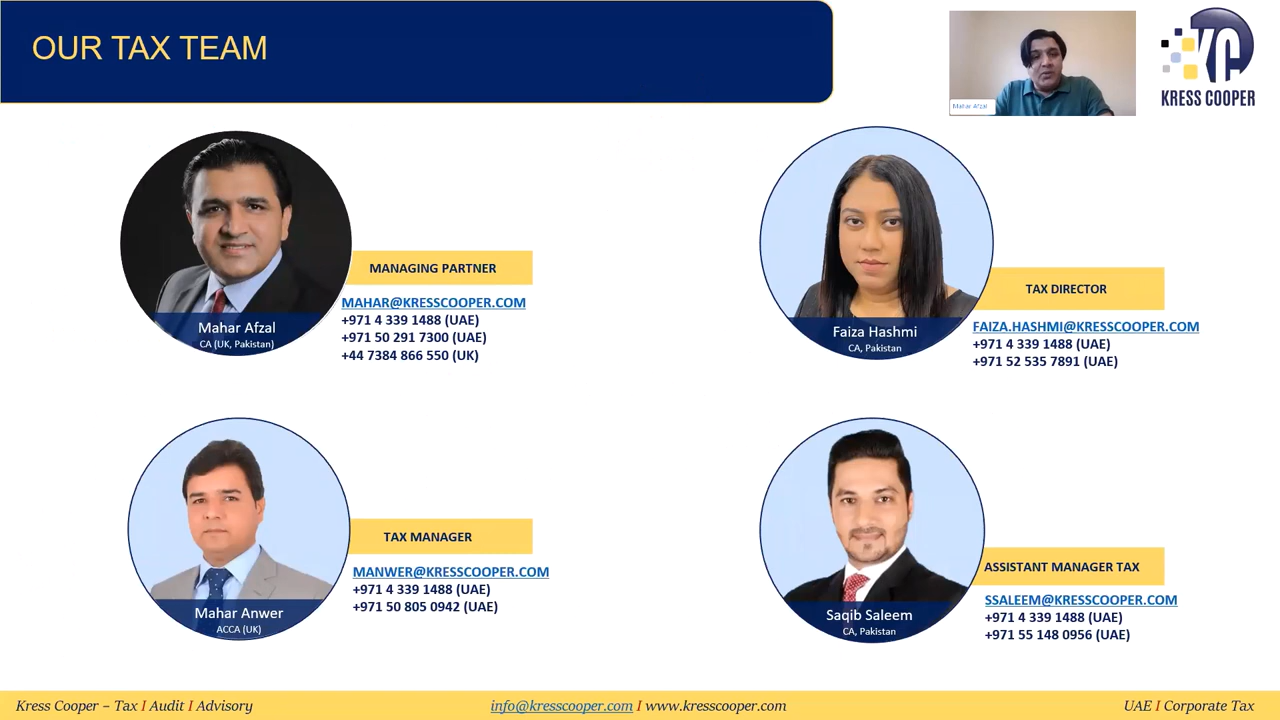 OUR TAX TEAM
Mahar Afzal
KC
KRESS COOPER
MANAGING PARTNER
MAHAR@KRESSCOOPER.COM
+971 4 339 1488 (UAE)
+971 50 291 7300 (UAE)
+44 7384 866 550 (UK)
Mahar Afzal
CA (UK, Pakistan)
TAX DIRECTOR
FAIZA.HASHMI@KRESSCOOPER.COM
+971 4 339 1488 (UAE)
+971 52 535 7891 (UAE)
Faiza Hashmi
CA, Pakistan
TAX MANAGER
MANWER@KRESSCOOPER.COM
+971 4 339 1488 (UAE)
+971 50 805 0942 (UAE)
Mahar Anwer
ACCA (UK)
ASSISTANT MANAGER TAX
SSALEEM@KRESSCOOPER.COM
+971 4 339 1488 (UAE)
+971 55 148 0956 (UAE)
Saqib Saleem
CA, Pakistan
Kress Cooper – Tax I Audit I Advisory
info@kresscooper.com I www.kresscooper.com
UAE I Corporate Tax